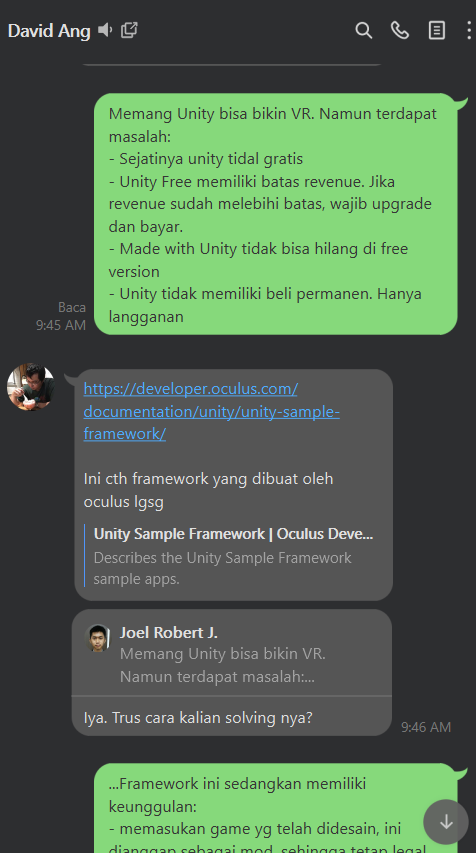 David Ang
Memang Unity bisa bikin VR. Namun terdapat
masalah:
- Sejatinya unity tidal gratis
- Unity Free memiliki batas revenue. Jika
revenue sudah melebihi batas, wajib upgrade
dan bayar.
- Made with Unity tidak bisa hilang di free
version
- Unity tidak memiliki beli permanen. Hanya
langganan
Baca
9:45 AM
https://developer.oculus.com/
documentation/unity/unity-sample-
framework/
Ini cth framework yang dibuat oleh
oculus lgsg
Unity Sample Framework | Oculus Deve...
Describes the Unity Sample Framework
sample apps.
Joel Robert J.
Memang Unity bisa bikin VR.
Namun terdapat masalah:...
Iya. Trus cara kalian solving nya?
9:46 AM
...Framework ini sedangkan memiliki
keunggulan:
- memasukan game yg telah didesain, ini
dianggap sebagai mod, sehingga tetap legal